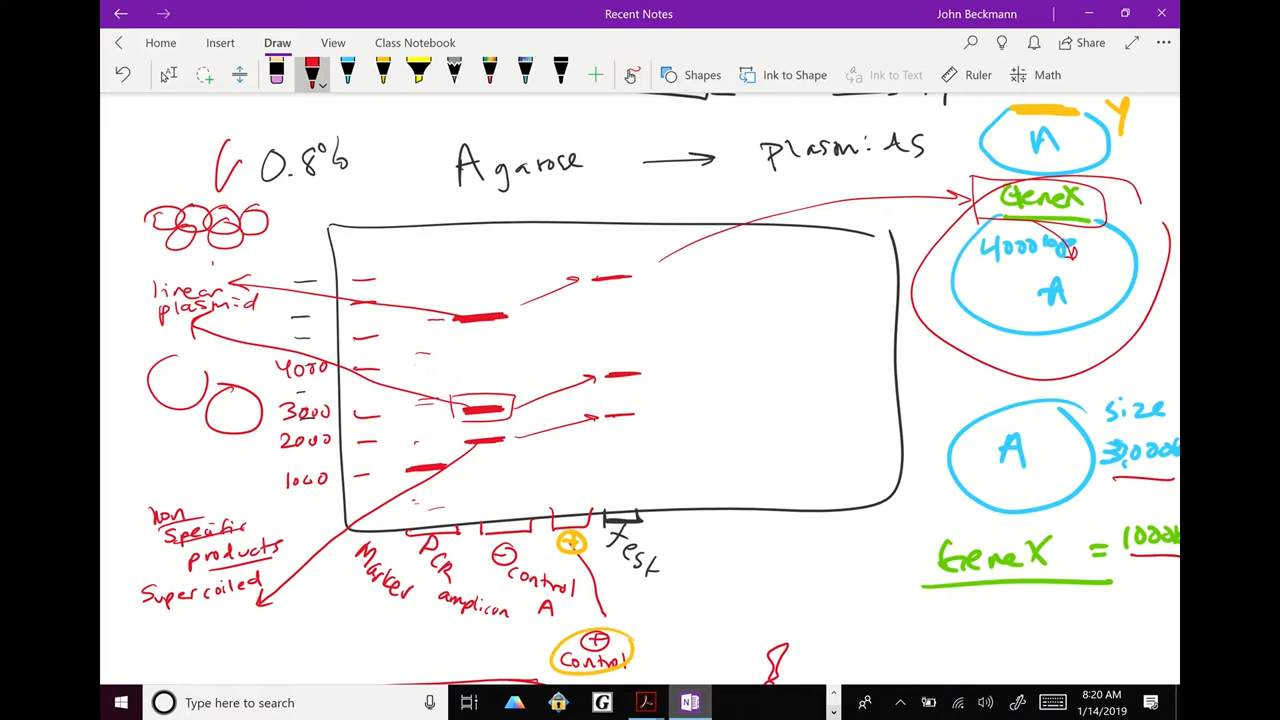 Recent Notes
John Beckmann
Home
Insert
Draw
View
Class Notebook
Share
Shapes
Ink to Shape
Ink to Text
Ruler
Math
0.8% Agarose → plasmids
A
Y
GeneX
4000
A
linear
plasmid
4000
3000
2000
1000
A
size
GeneX =
Non
Specific
products
Supercoiled
Marker
PCR
amplicon
⊖
control
A
+
test
+
Control
Type here to search
8:20 AM
1/14/2019